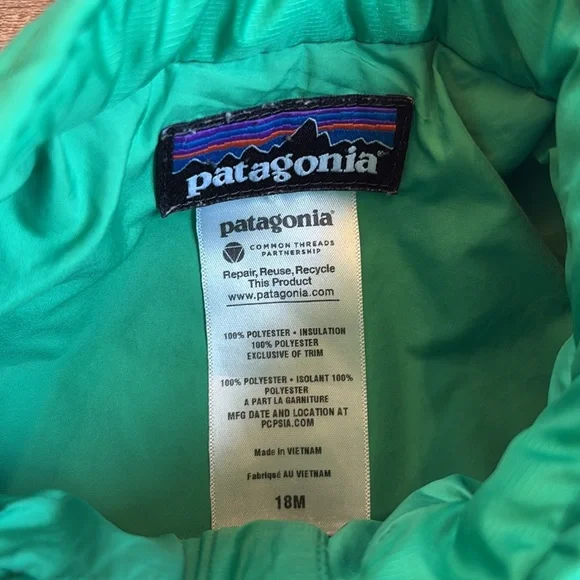 patagonia
patagonia®
COMMON THREADS
PARTNERSHIP
Repair, Reuse, Recycle
This Product
www.patagonia.com
100% POLYESTER • INSULATION
100% POLYESTER
EXCLUSIVE OF TRIM
100% POLYESTER • ISOLANT 100%
POLYESTER
A PART LA GARNITURE
MFG DATE AND LOCATION AT
PCPSIA.COM
Made in VIETNAM
Fabriqué AU VIETNAM
18M